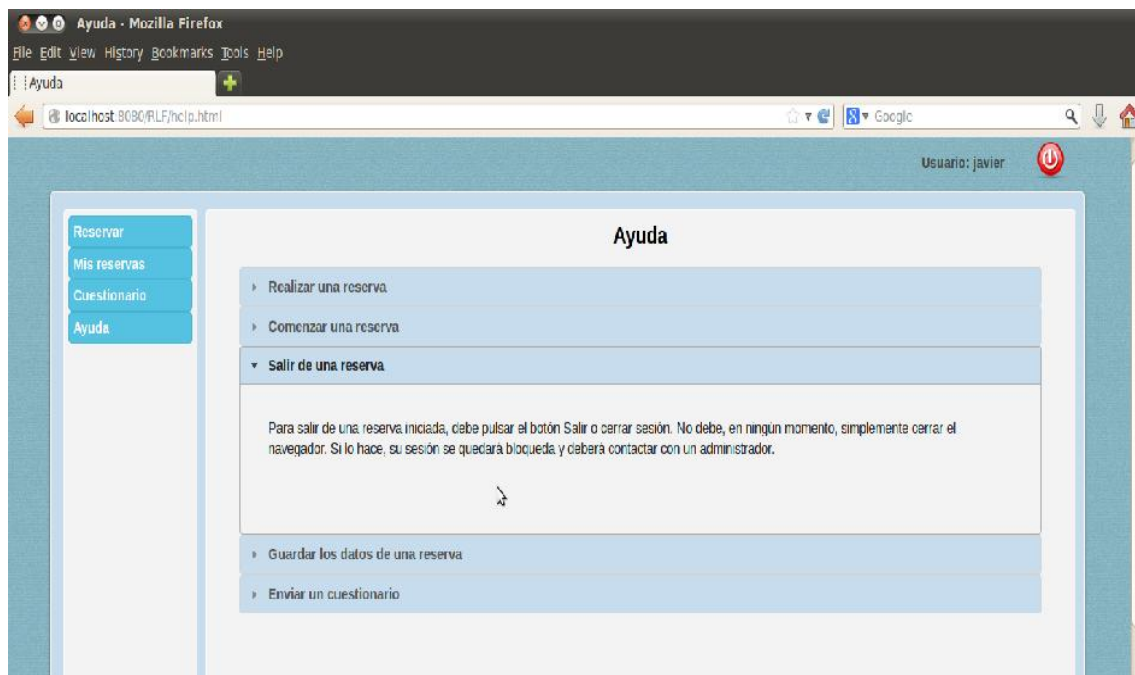 Ayuda - Mozilla Firefox
File Edit View History Bookmarks Tools Help
Ayuda
localhost:8080/RLF/help.html
Google
Usuario: javier
Reservar
Mis reservas
Cuestionario
Ayuda
Ayuda
Realizar una reserva
Comenzar una reserva
Salir de una reserva
Para salir de una reserva iniciada, debe pulsar el botón Salir o cerrar sesión. No debe, en ningún momento, simplemente cerrar el
navegador. Si lo hace, su sesión se quedará bloqueda y deberá contactar con un administrador.
Guardar los datos de una reserva
Enviar un cuestionario